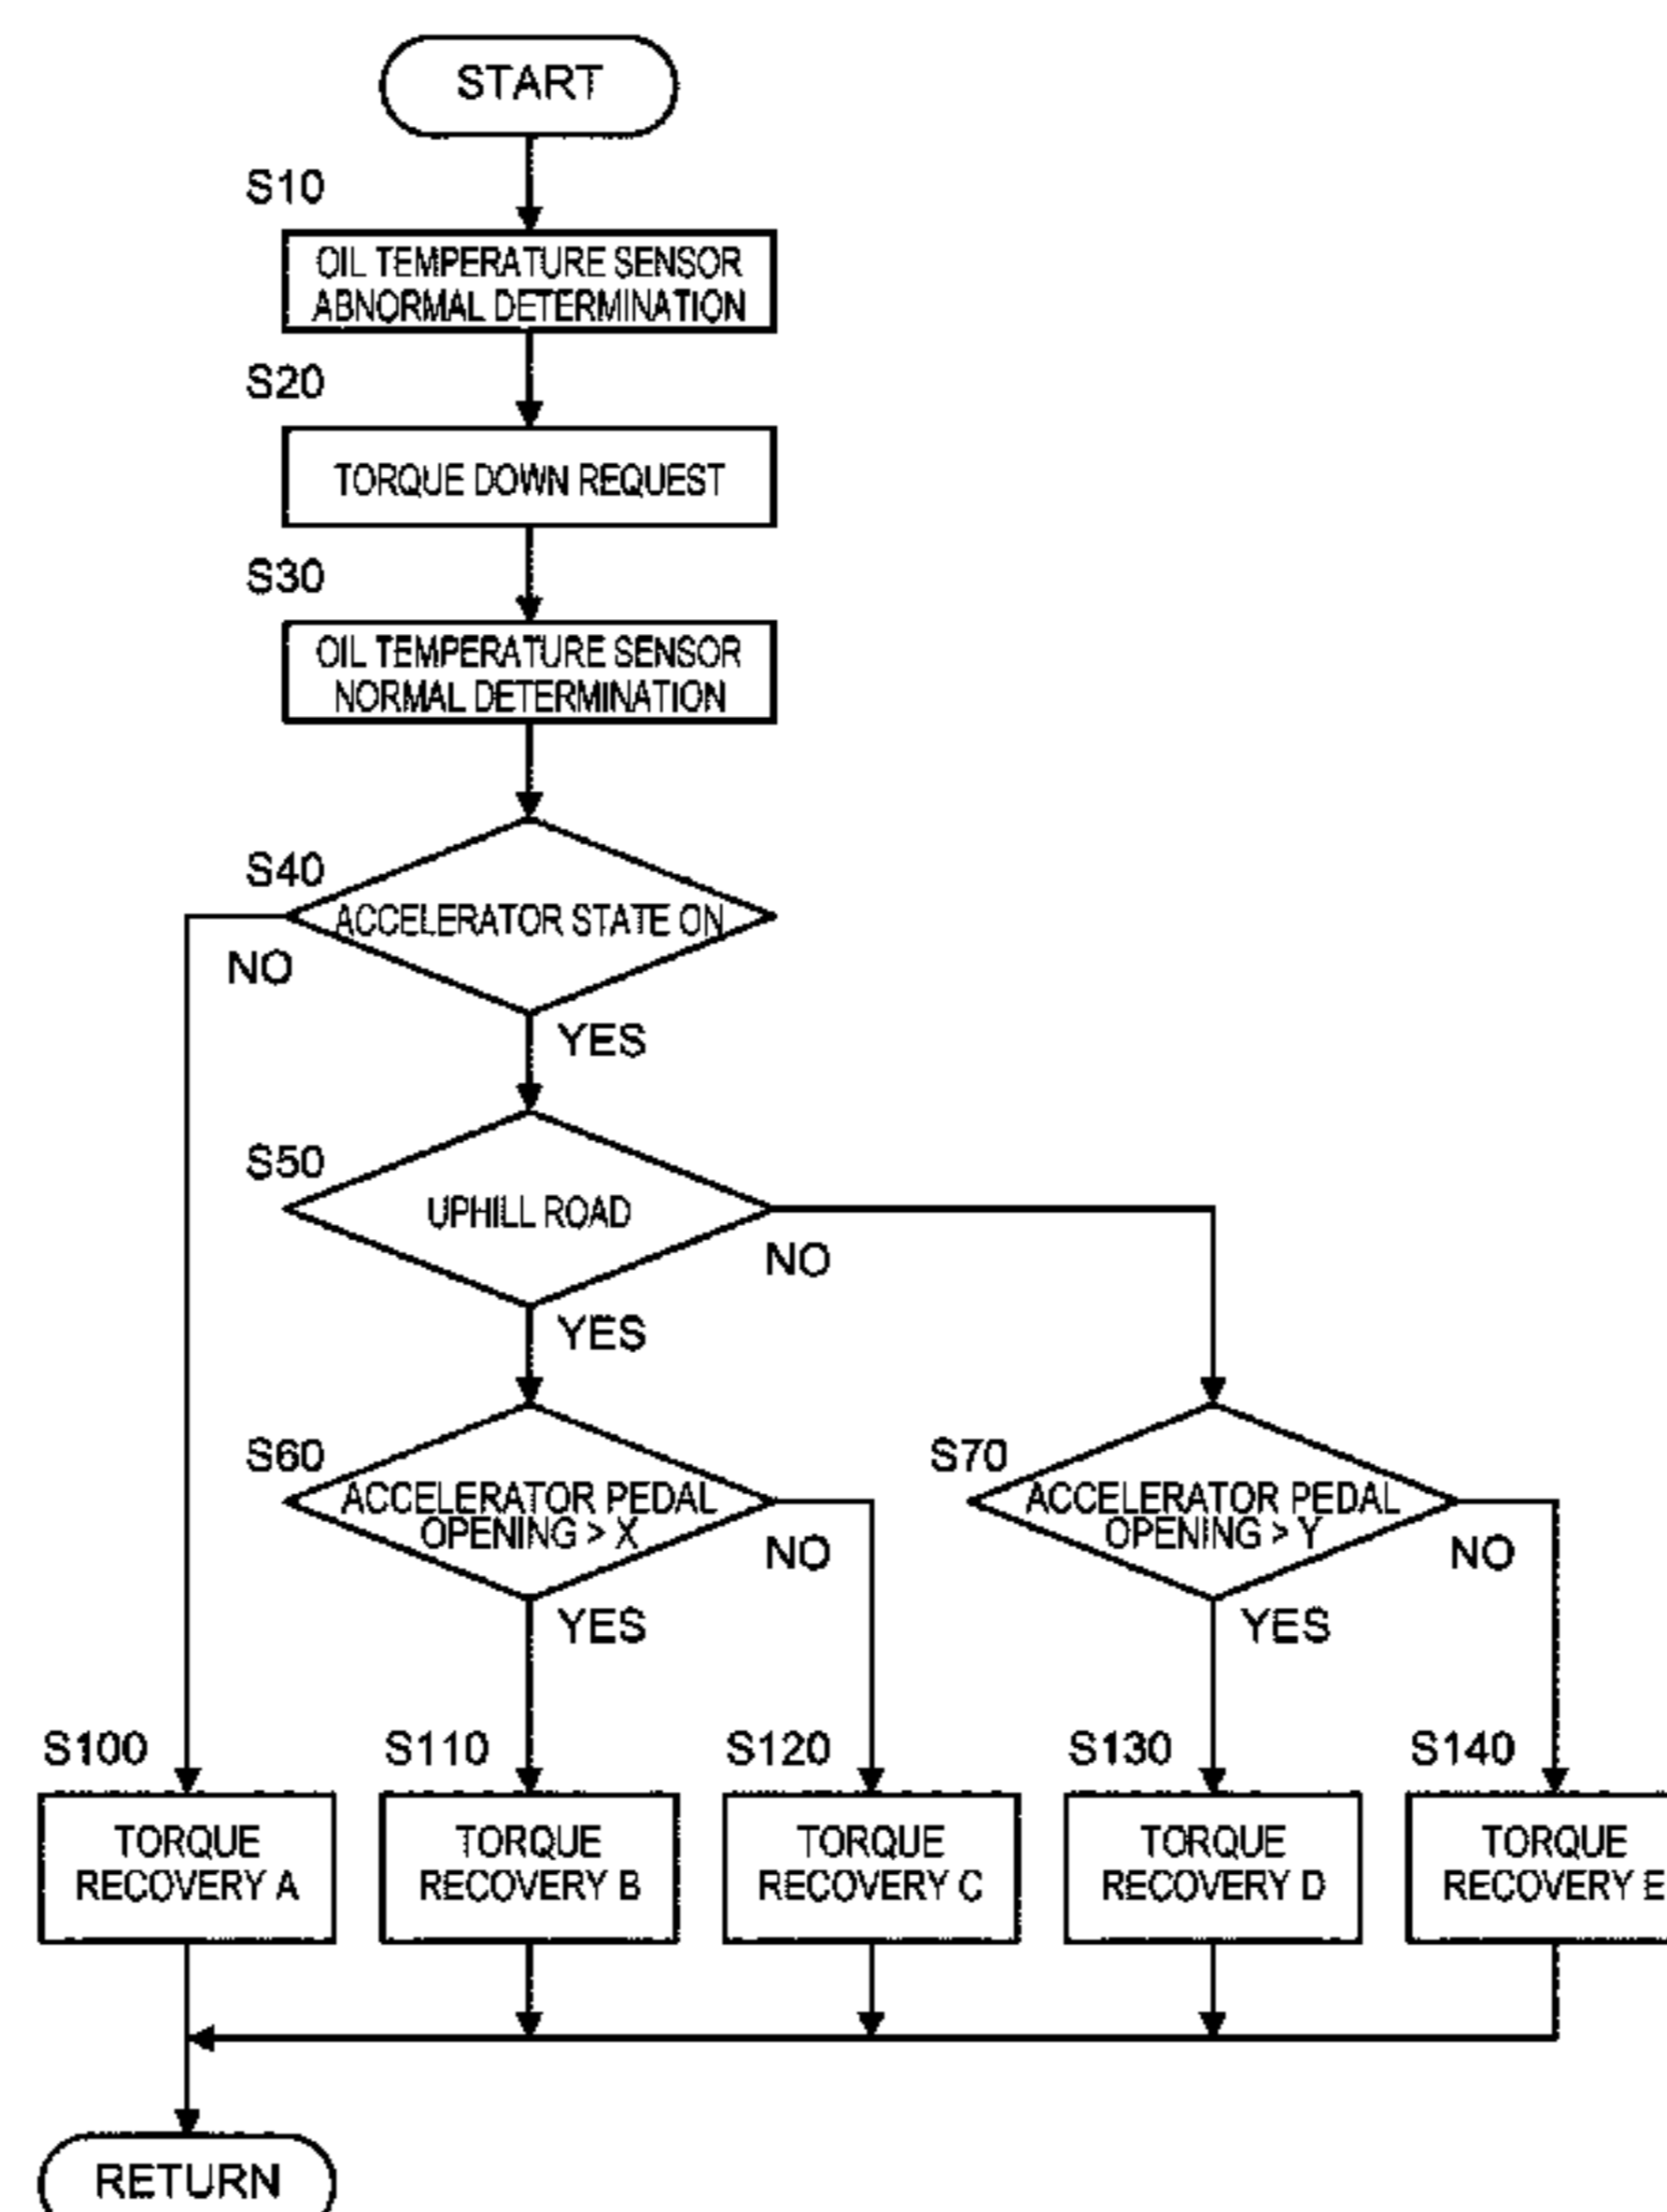 START
S10
OIL TEMPERATURE SENSOR
ABNORMAL DETERMINATION
S20
TORQUE DOWN REQUEST
S30
OIL TEMPERATURE SENSOR
NORMAL DETERMINATION
S40
ACCELERATOR STATE ON
NO
YES
S50
UPHILL ROAD
NO
YES
S60
ACCELERATOR PEDAL
OPENING > X
NO
YES
S70
ACCELERATOR PEDAL
OPENING > Y
NO
YES
S100
TORQUE
RECOVERY A
S110
TORQUE
RECOVERY B
S120
TORQUE
RECOVERY C
S130
TORQUE
RECOVERY D
S140
TORQUE
RECOVERY E
RETURN